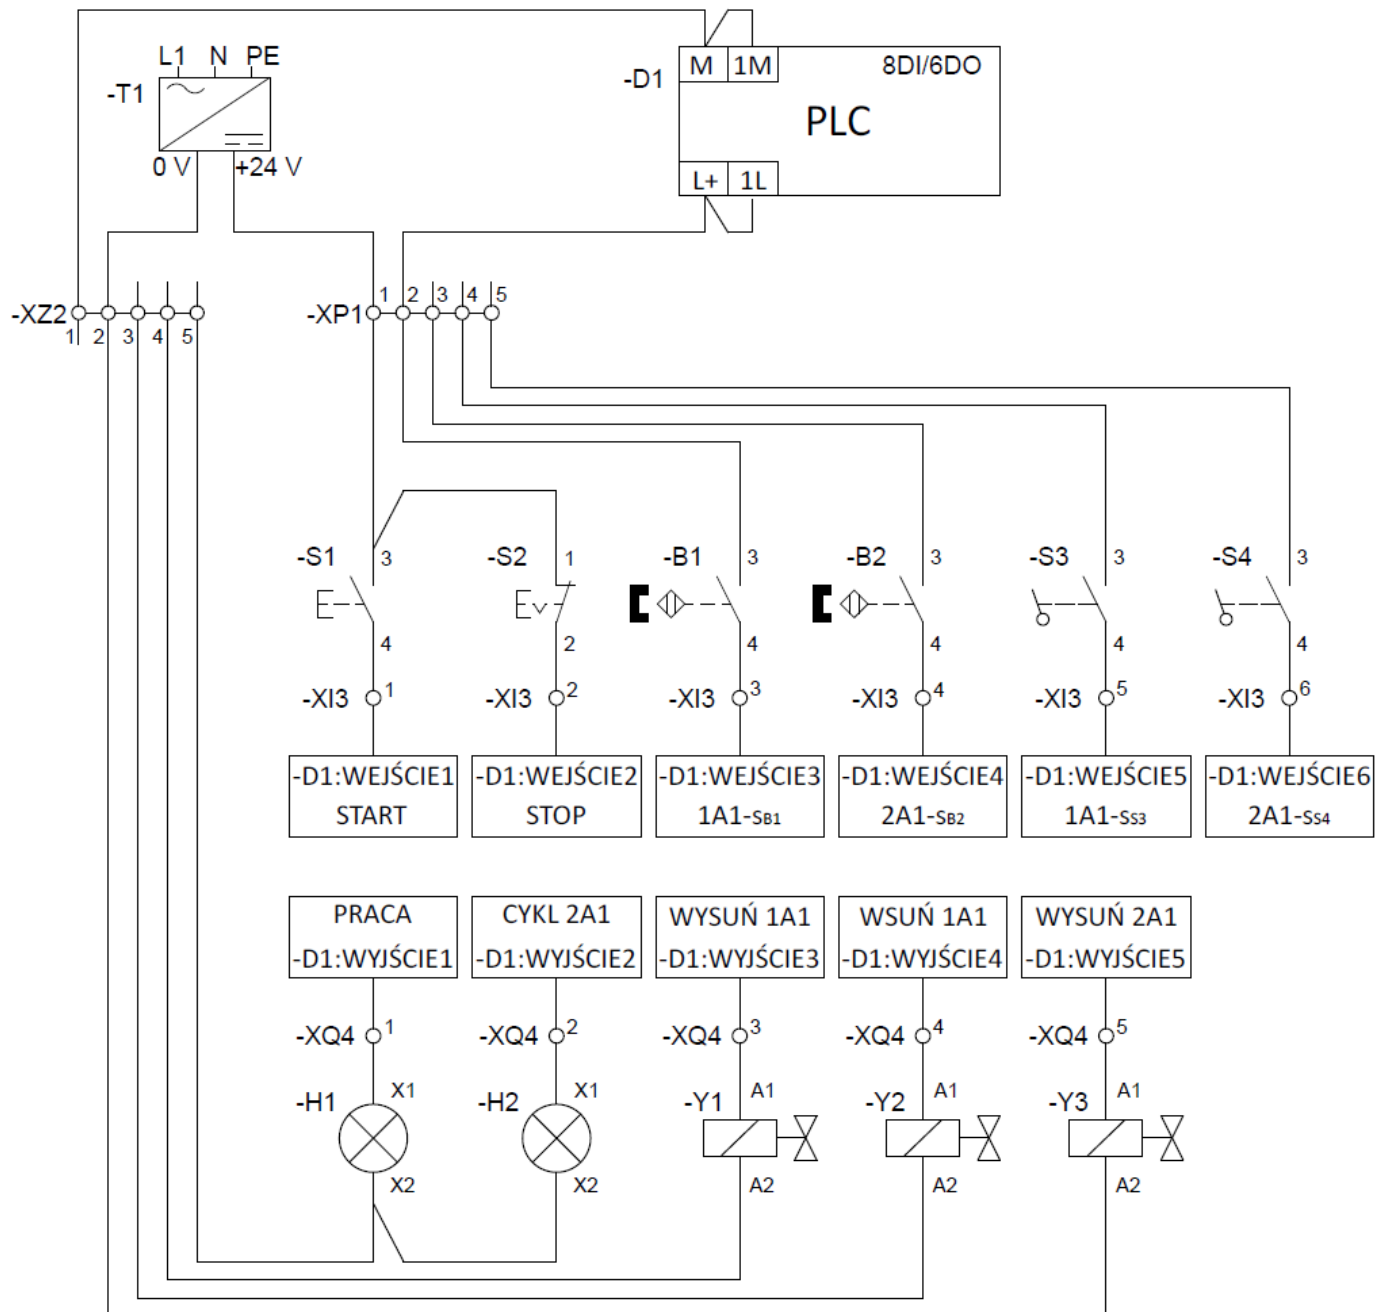 L1 N PE
-T1
0 V +24 V
-D1
M 1M 8DI/6DO
PLC
L+ 1L
-XZ2
1 2 3 4 5
-XP1
1 2 3 4 5
-S1 3 4
-S2 1 2
-B1 3 4
-B2 3 4
-S3 3 4
-S4 3 4
-XI3 1
-XI3 2
-XI3 3
-XI3 4
-XI3 5
-XI3 6
-D1:WEJŚCIE1
START
-D1:WEJŚCIE2
STOP
-D1:WEJŚCIE3
1A1-SB1
-D1:WEJŚCIE4
2A1-SB2
-D1:WEJŚCIE5
1A1-SS3
-D1:WEJŚCIE6
2A1-SS4
PRACA
-D1:WYJŚCIE1
CYKL 2A1
-D1:WYJŚCIE2
WYSUŃ 1A1
-D1:WYJŚCIE3
WSUŃ 1A1
-D1:WYJŚCIE4
WYSUŃ 2A1
-D1:WYJŚCIE5
-XQ4 1
-XQ4 2
-XQ4 3
-XQ4 4
-XQ4 5
-H1 X1 X2
-H2 X1 X2
-Y1 A1 A2
-Y2 A1 A2
-Y3 A1 A2